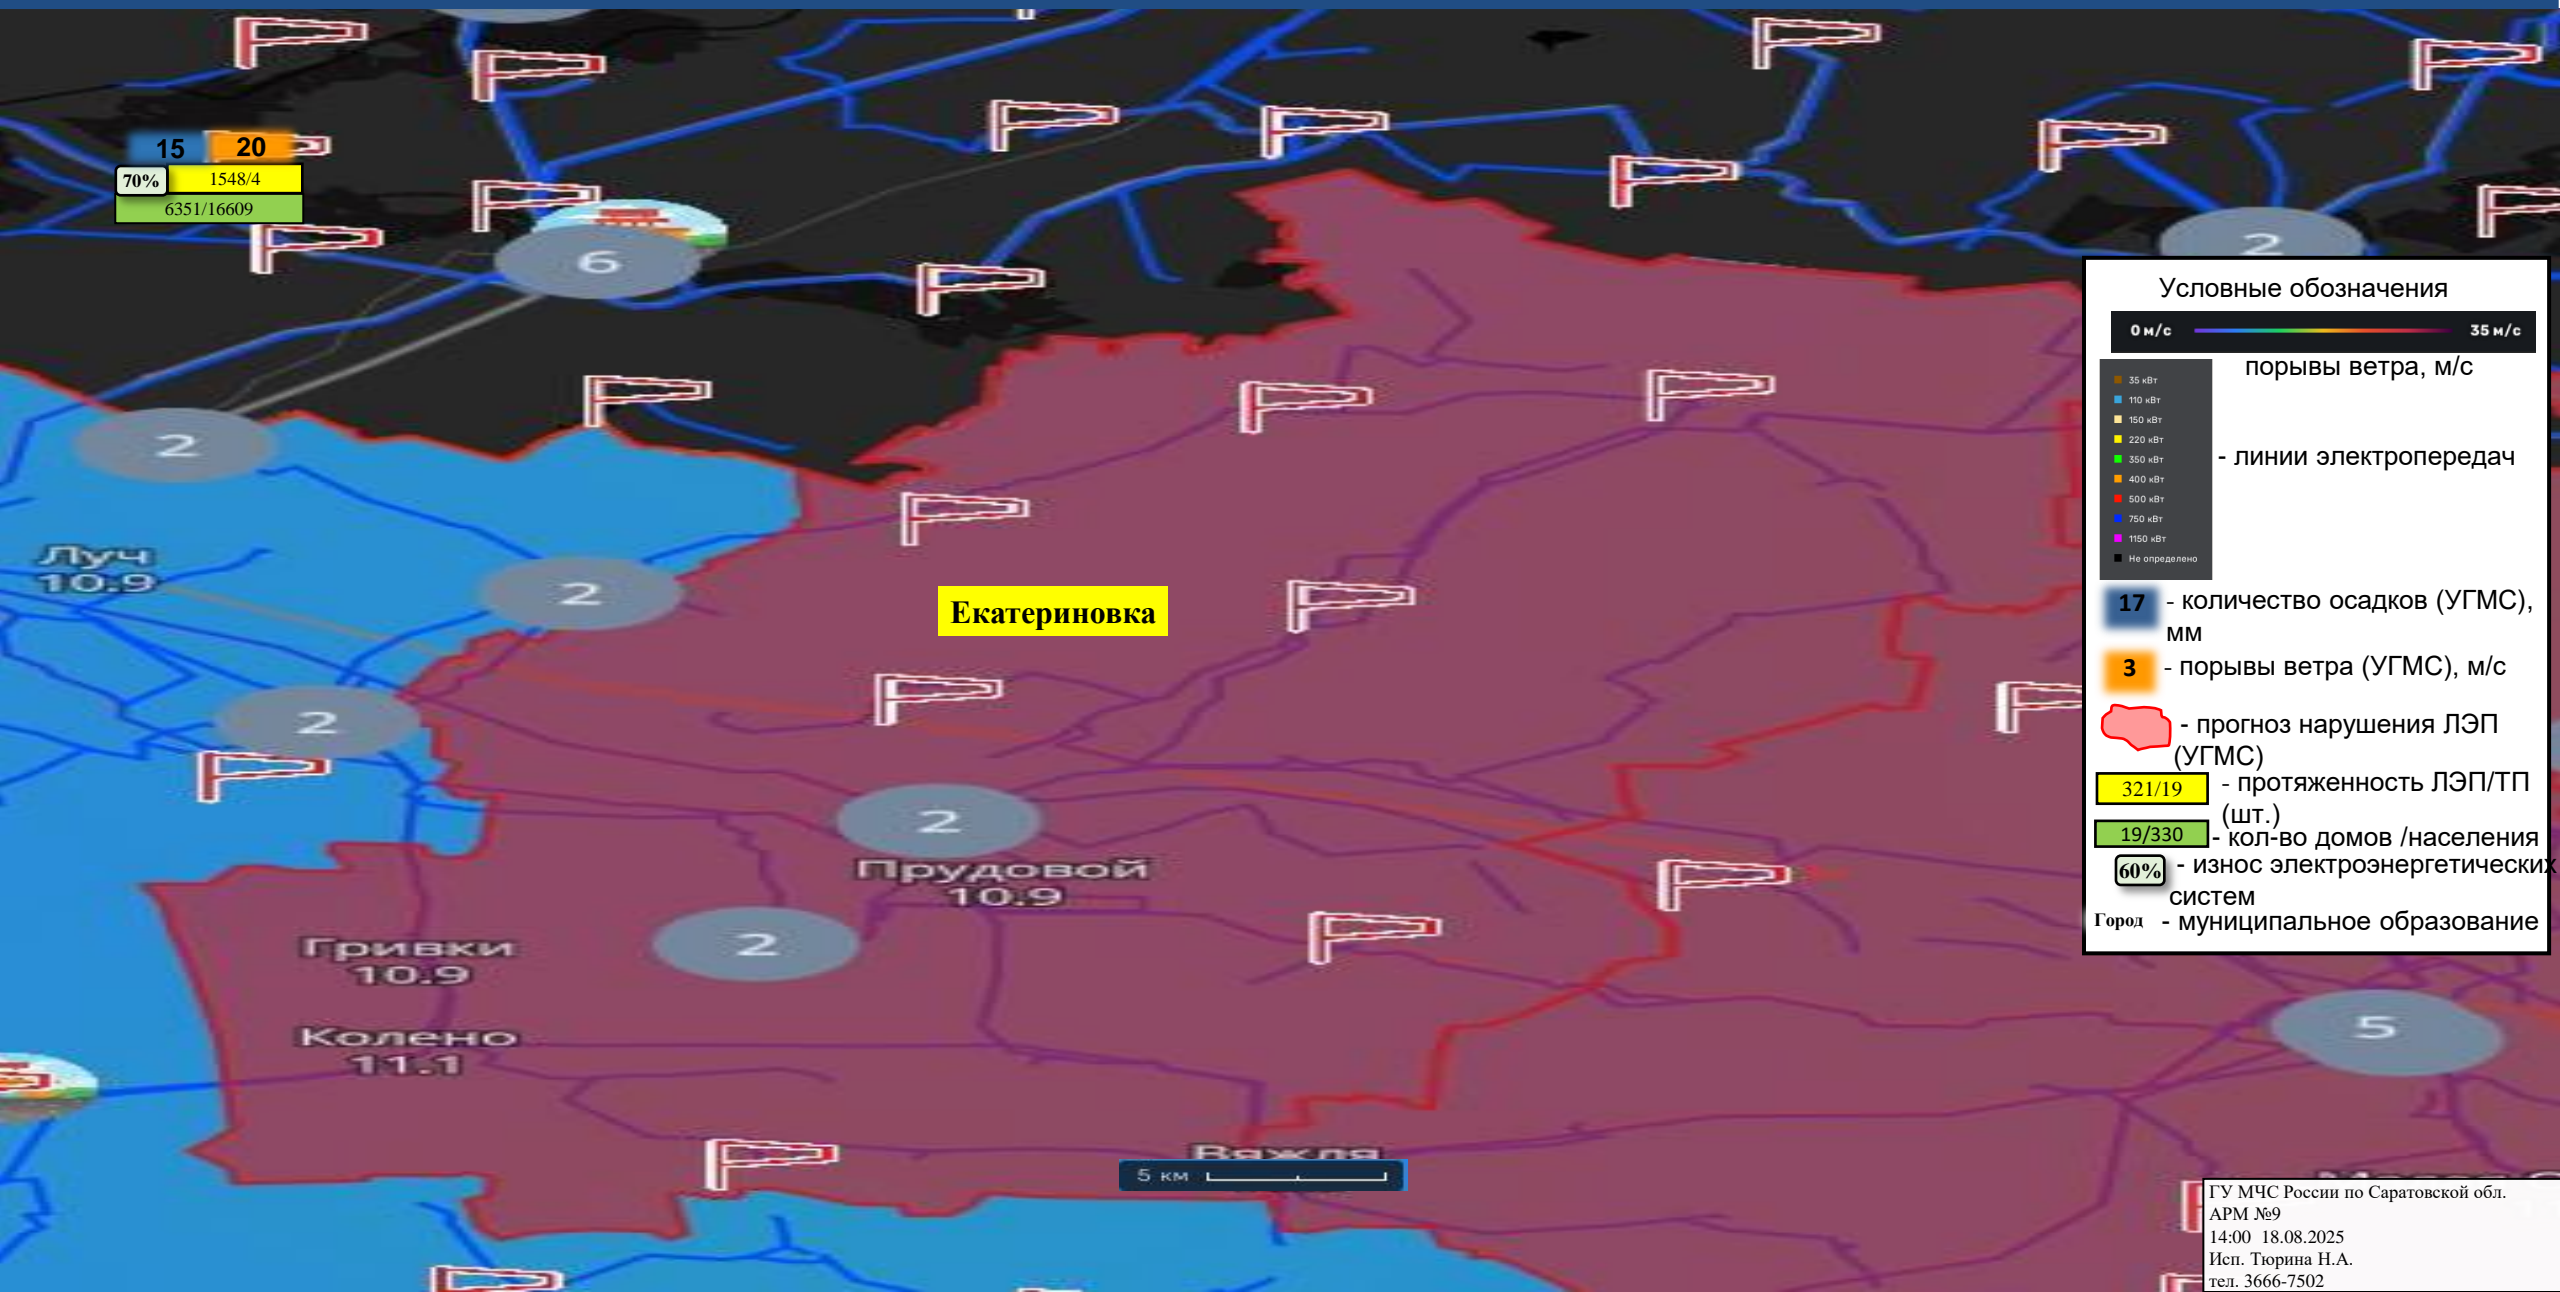 15 20
70% 1548/4
6351/16609
6
2
2
Луч
10.9
2
2
Екатериновка
2
Прудовой
10.9
2
Гривки
10.9
Колено
11.1
5
Вяжля
5 км
Условные обозначения
0 м/с 35 м/с
порывы ветра, м/с
35 кВт
110 кВт
150 кВт
220 кВт
350 кВт
400 кВт
500 кВт
750 кВт
1150 кВт
Не определено
- линии электропередач
17 - количество осадков (УГМС),
мм
3 - порывы ветра (УГМС), м/с
- прогноз нарушения ЛЭП
(УГМС)
321/19 - протяженность ЛЭП/ТП
(шт.)
19/330 - кол-во домов /населения
60% - износ электроэнергетических
систем
Город - муниципальное образование
ГУ МЧС России по Саратовской обл.
АРМ №9
14:00 18.08.2025
Исп. Тюрина Н.А.
тел. 3666-7502